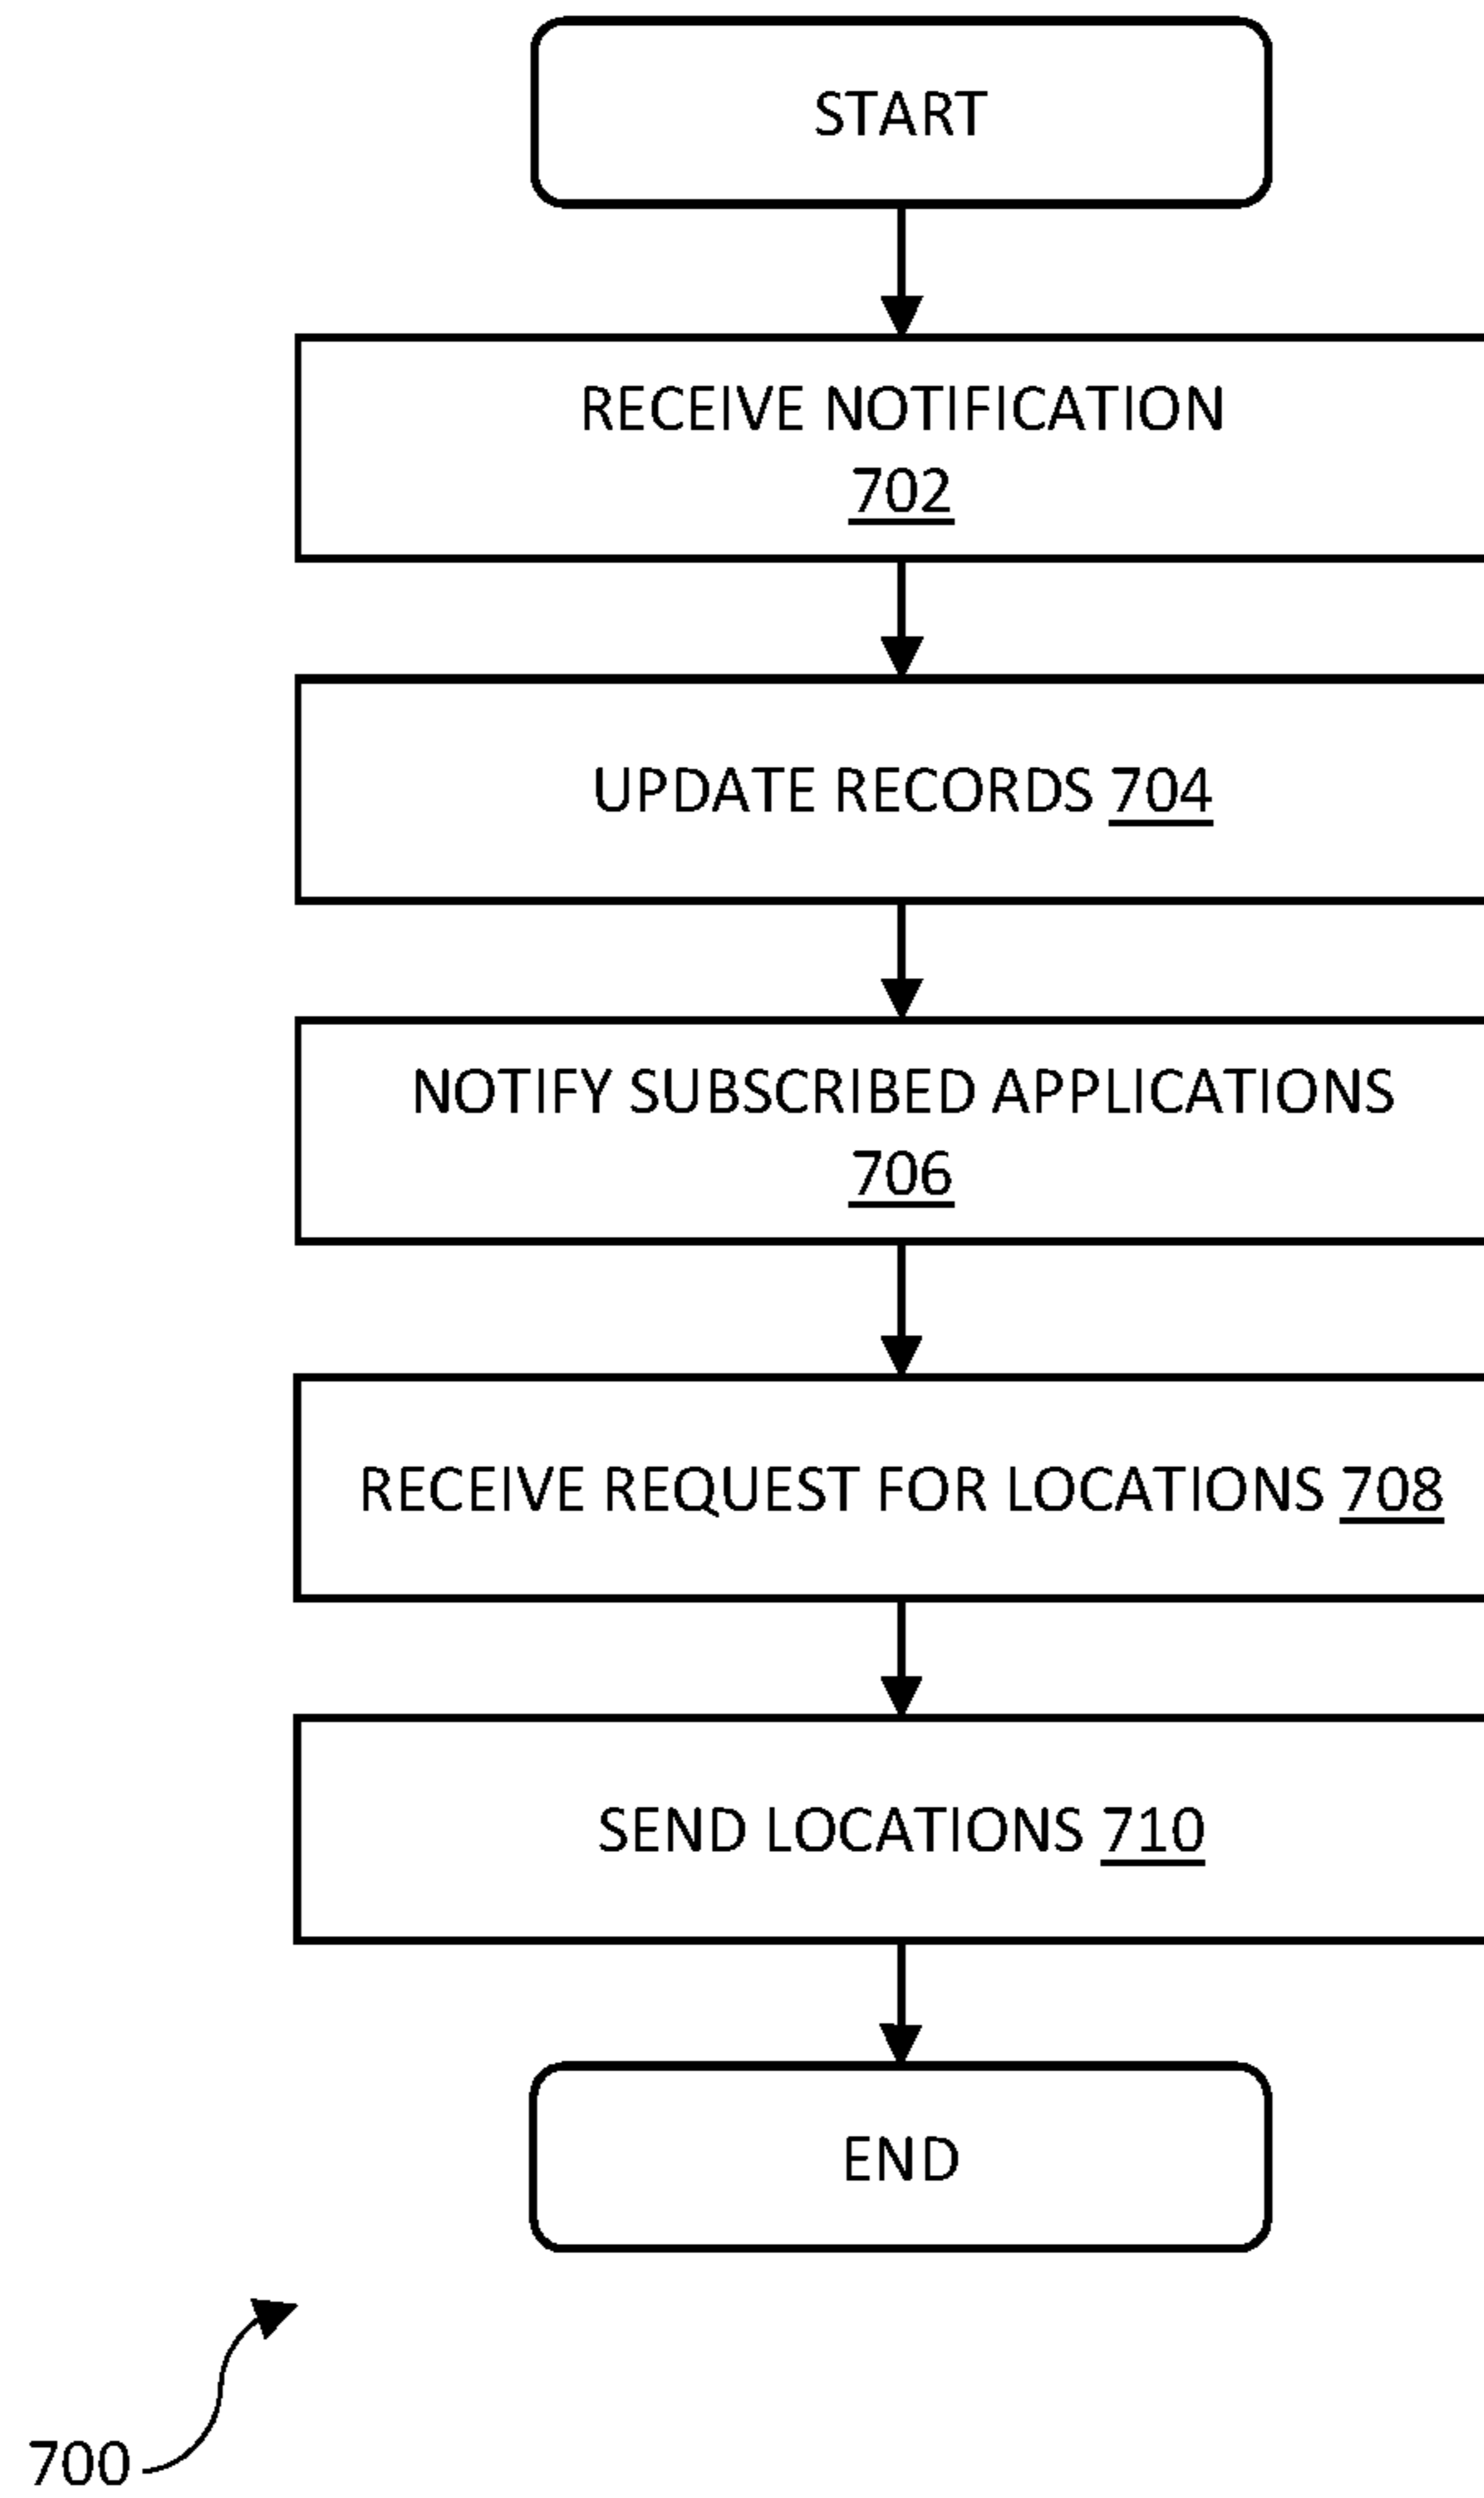 START
RECEIVE NOTIFICATION
702
UPDATE RECORDS 704
NOTIFY SUBSCRIBED APPLICATIONS
706
RECEIVE REQUEST FOR LOCATIONS 708
SEND LOCATIONS 710
END
700